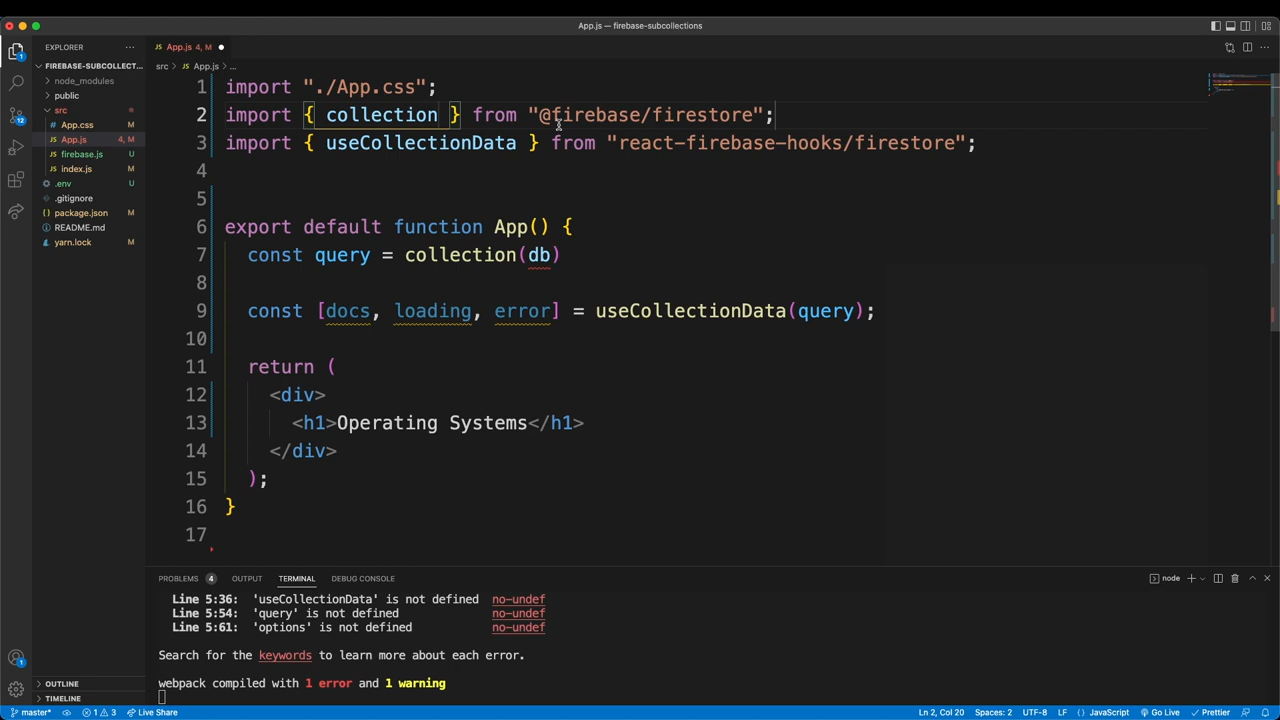 App.js — firebase-subcollections
EXPLORER
App.js 4, M
FIREBASE-SUBCOLLECT...
node_modules
public
src
App.css M
App.js 4, M
firebase.js U
index.js M
.env U
.gitignore
package.json M
README.md
yarn.lock M
OUTLINE
TIMELINE
src > App.js > ...
1 import "./App.css";
2 import { collection } from "@firebase/firestore";
3 import { useCollectionData } from "react-firebase-hooks/firestore";
4
5
6 export default function App() {
7 const query = collection(db)
8
9 const [docs, loading, error] = useCollectionData(query);
10
11 return (
12 <div>
13 <h1>Operating Systems</h1>
14 </div>
15 );
16 }
17
PROBLEMS 4 OUTPUT TERMINAL DEBUG CONSOLE
node
Line 5:36: 'useCollectionData' is not defined no-undef
Line 5:54: 'query' is not defined no-undef
Line 5:61: 'options' is not defined no-undef
Search for the keywords to learn more about each error.
webpack compiled with 1 error and 1 warning
master* 1 3 Live Share
Ln 2, Col 20 Spaces: 2 UTF-8 LF { } JavaScript Go Live Prettier
1
12
1